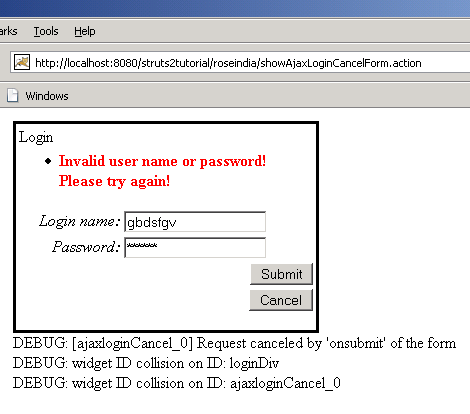 arks Tools Help
http://localhost:8080/struts2tutorial/roseindia/showAjaxLoginCancelForm.action
Windows
Login
• Invalid user name or password!
Please try again!
Login name: gbdsfgv
Password: *******
Submit
Cancel
DEBUG: [ajaxloginCancel_0] Request canceled by 'onsubmit' of the form
DEBUG: widget ID collision on ID: loginDiv
DEBUG: widget ID collision on ID: ajaxloginCancel_0